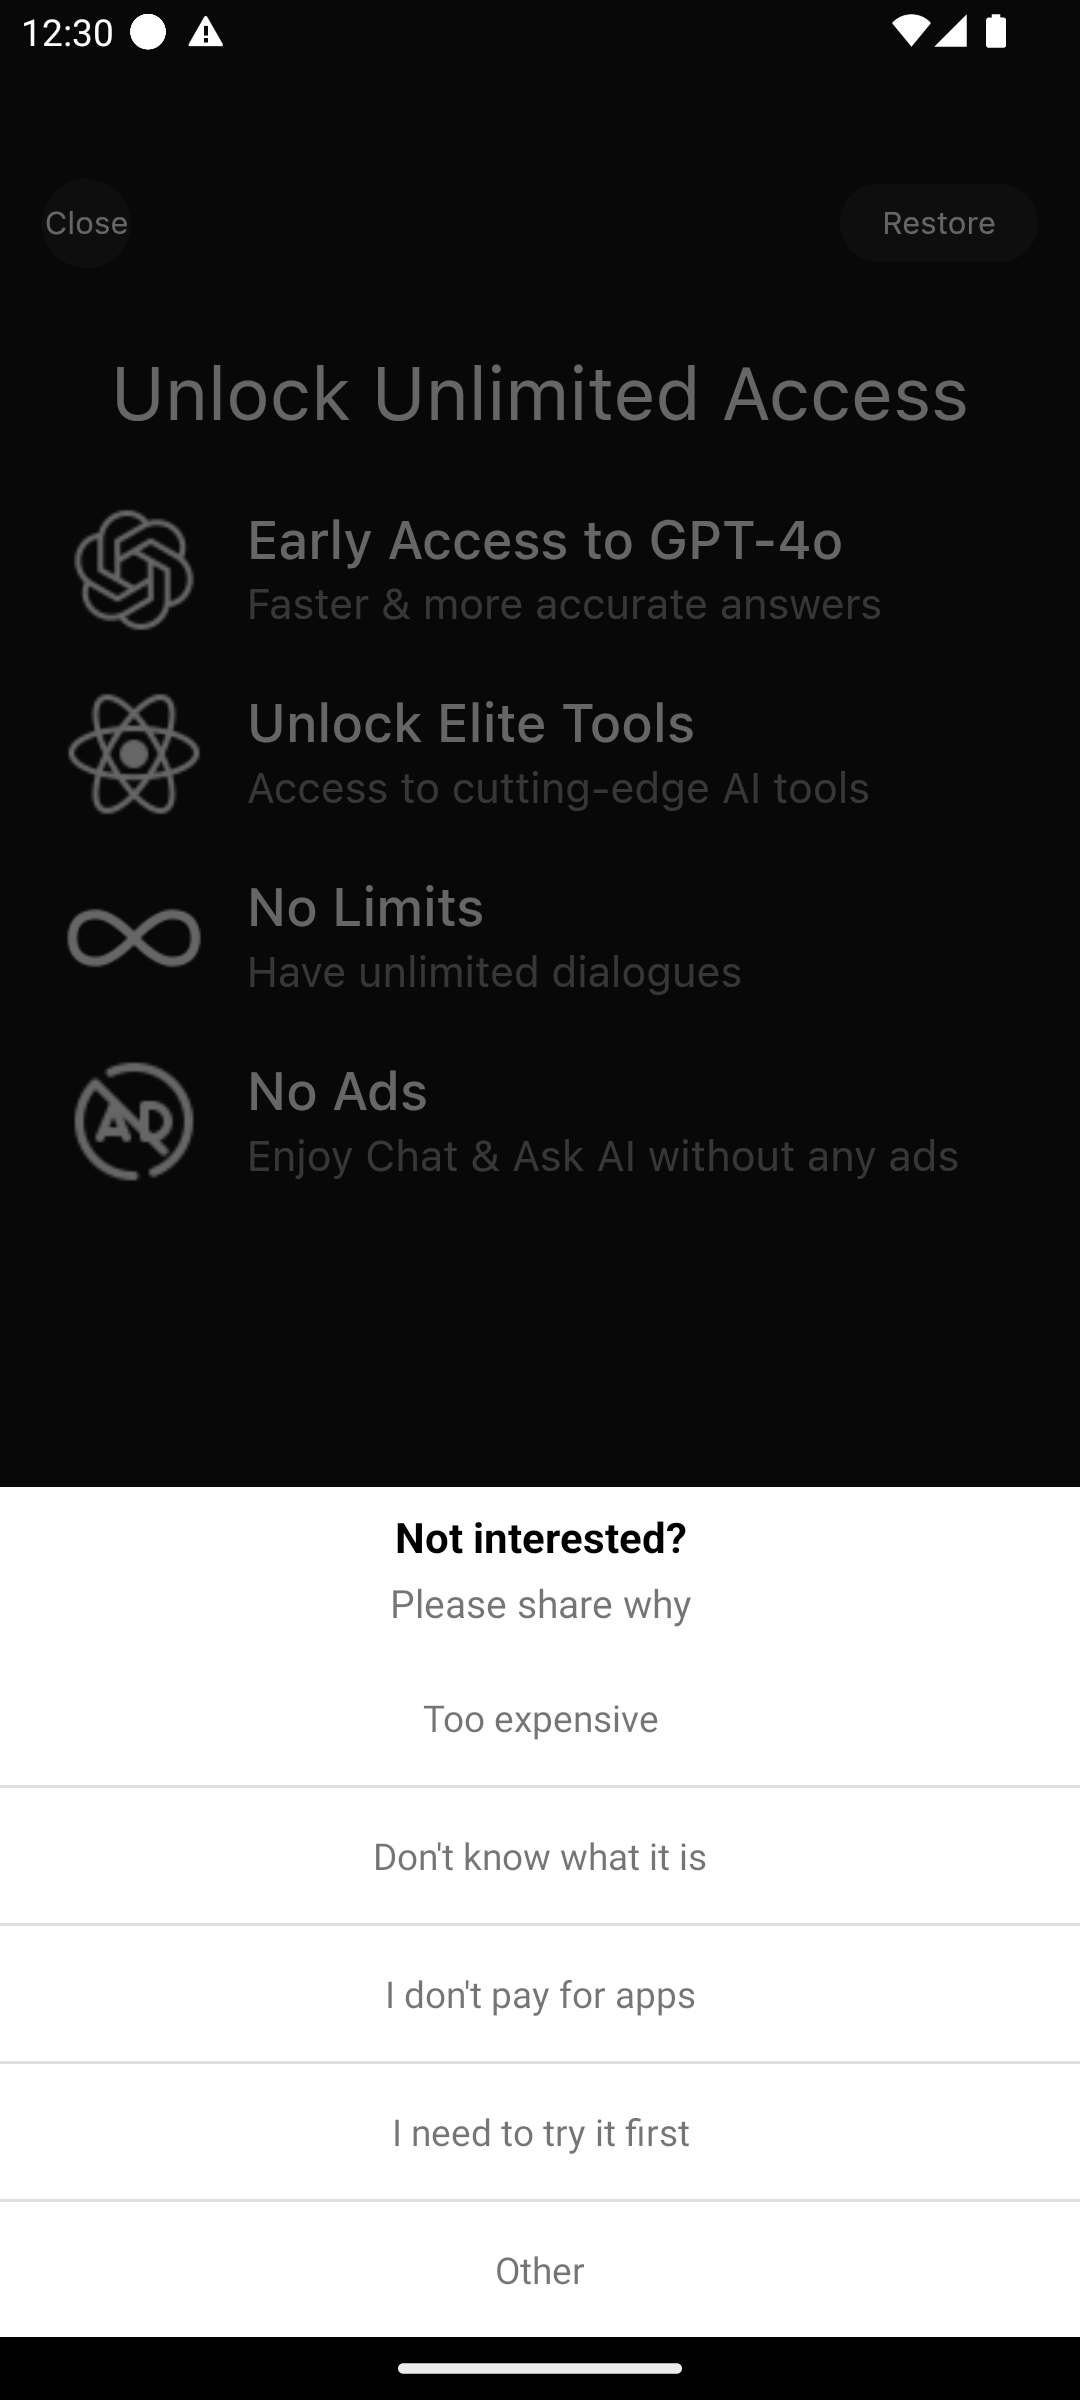 12:30
Close
Restore
Unlock Unlimited Access
Early Access to GPT-4o
Faster & more accurate answers
Unlock Elite Tools
Access to cutting-edge AI tools
No Limits
Have unlimited dialogues
AD
No Ads
Enjoy Chat & Ask AI without any ads
Not interested?
Please share why
Too expensive
Don't know what it is
I don't pay for apps
I need to try it first
Other